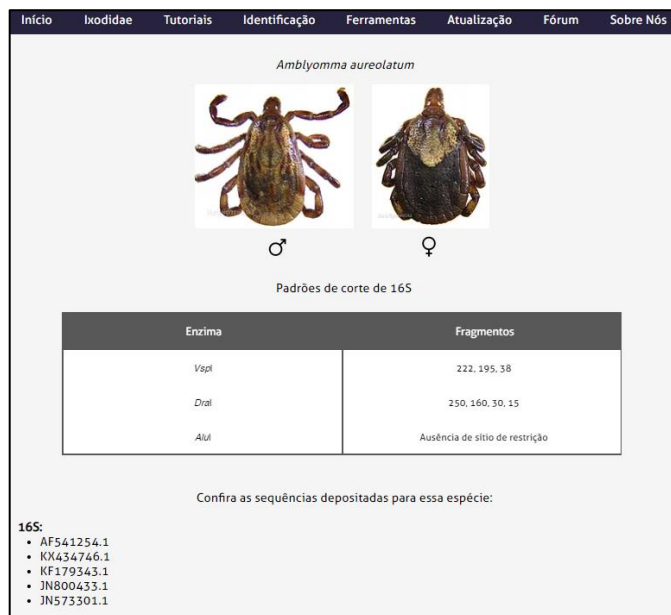 Início Ixodidae Tutoriais Identificação Ferramentas Atualização Fórum Sobre Nós
Amblyomma aureolatum
♂ ♀
Padrões de corte de 16S
Enzima Fragmentos
VspI 222, 195, 38
DraI 250, 160, 30, 15
AluI Ausência de sítio de restrição
Confira as sequências depositadas para essa espécie:
16S:
• AF541254.1
• KX434746.1
• KF179343.1
• JN800433.1
• JN573301.1